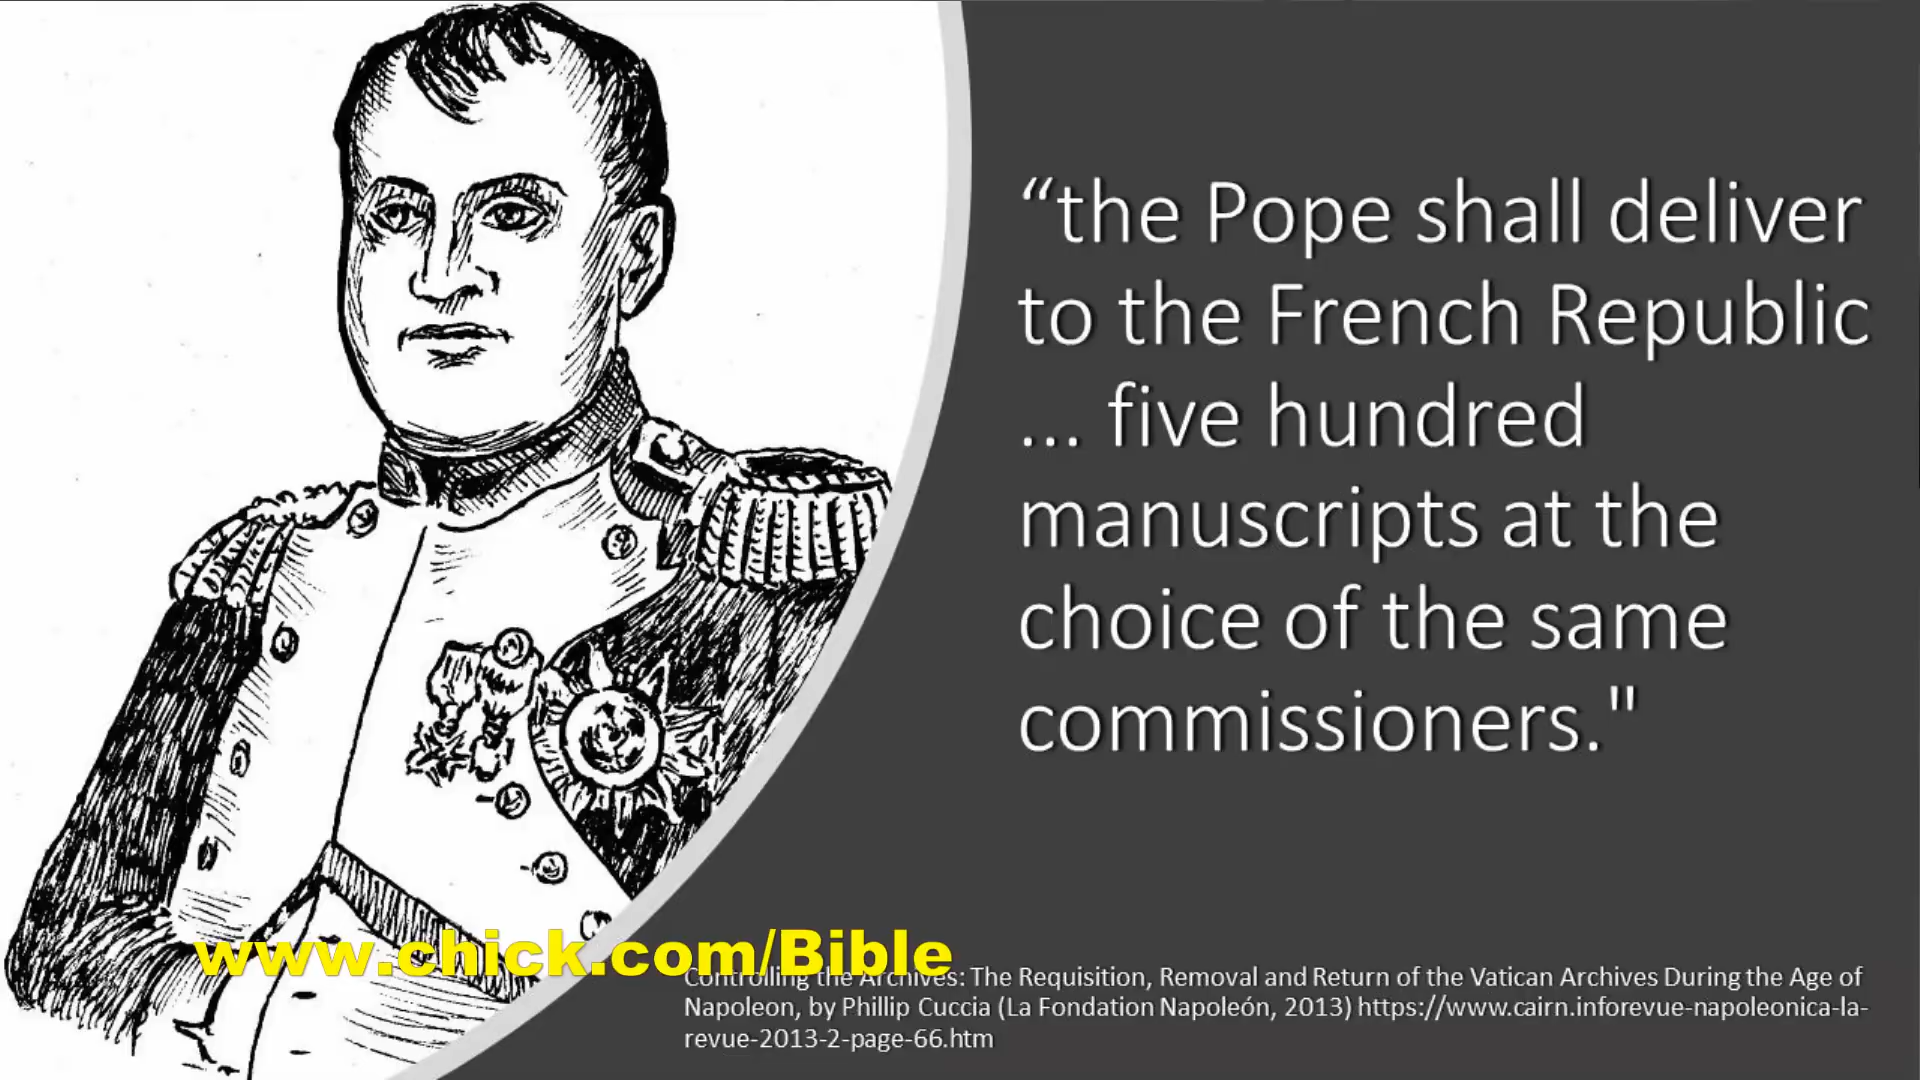 “the Pope shall deliver
to the French Republic
... five hundred
manuscripts at the
choice of the same
commissioners."
www.chick.com/Bible
Controlling the Archives: The Requisition, Removal and Return of the Vatican Archives During the Age of
Napoleon, by Phillip Cuccia (La Fondation Napoleón, 2013) https://www.cairn.inforevue-napoleonica-la-
revue-2013-2-page-66.htm